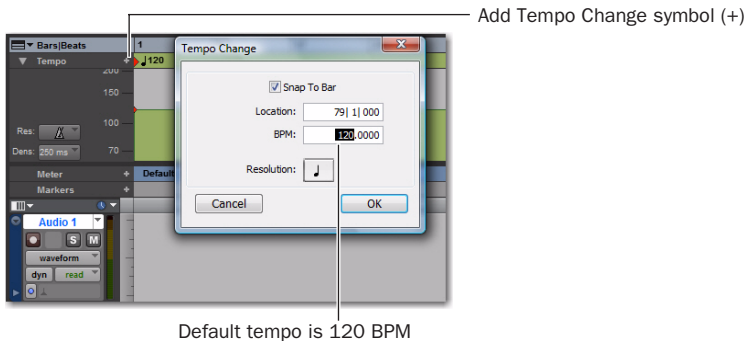 Add Tempo Change symbol (+)
Bars|Beats
1
Tempo Change
Tempo
120
200
Snap To Bar
150
Location: 79| 1| 000
BPM: 120.0000
100
Res:
Dens: 250 ms
70
Resolution:
Meter
Default
Markers
Cancel
OK
Audio 1
S M
waveform
dyn read
Default tempo is 120 BPM